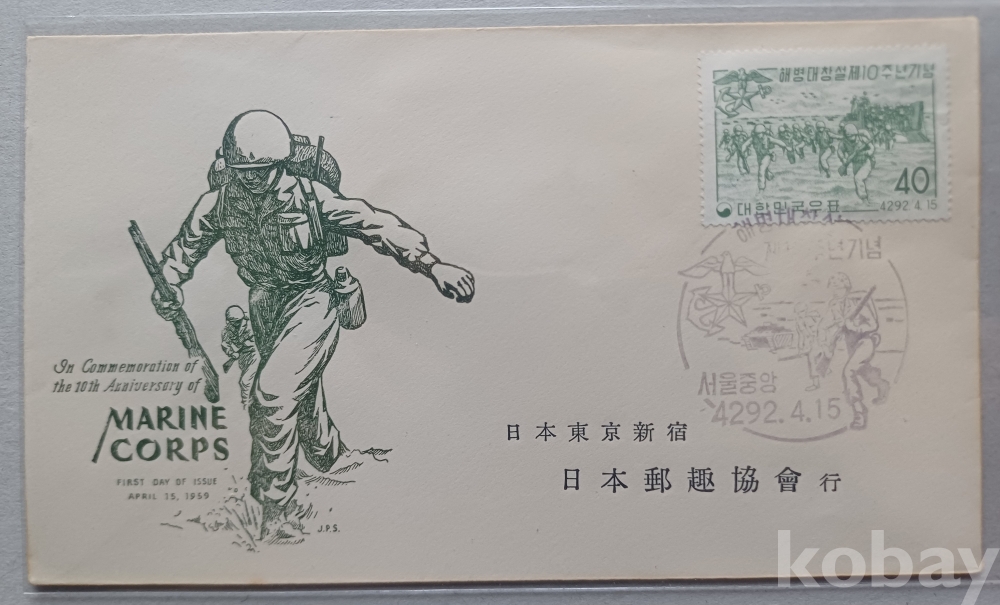 해병대창설제10주년기념
40
대한민국우표
4292.4.15
년기념
서울중앙
4292.4.15
In Commemoration of
the 10th Anniversary of
MARINE
CORPS
FIRST DAY OF ISSUE
APRIL 15, 1959
J.P.S.
日本東京新宿
日本郵趣協會 行
kobay